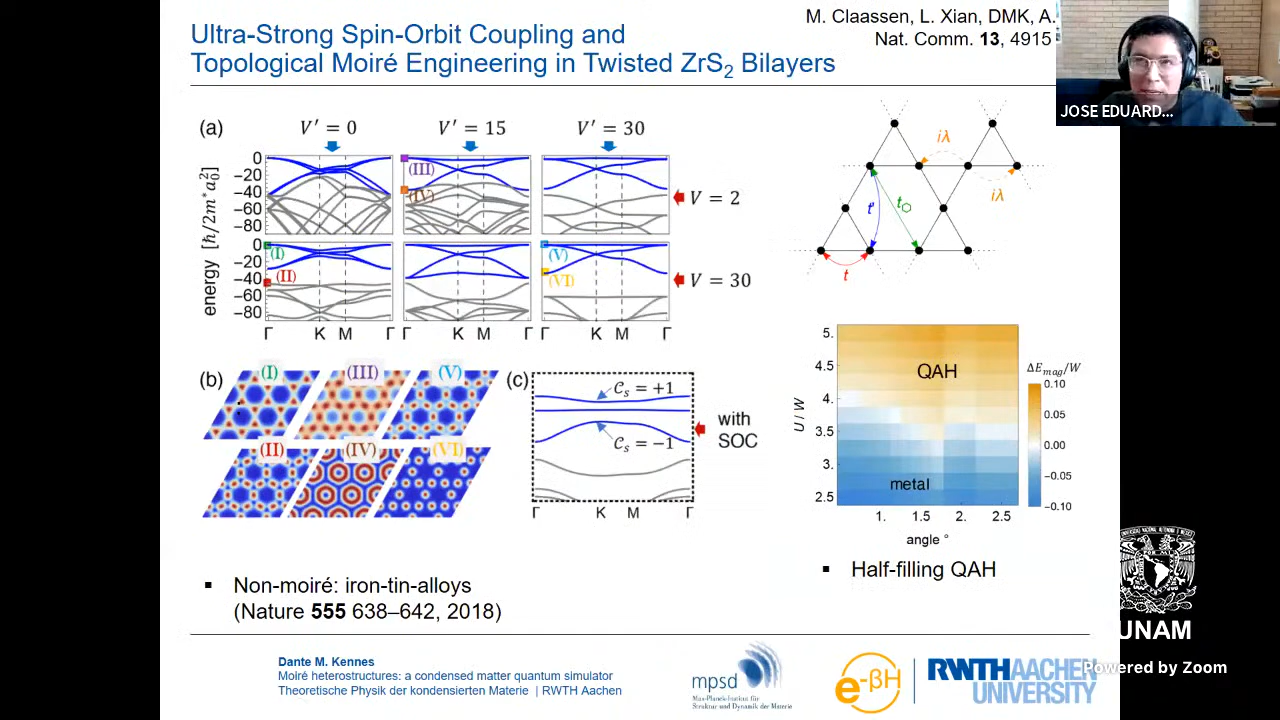 Ultra-Strong Spin-Orbit Coupling and
Topological Moiré Engineering in Twisted ZrS₂ Bilayers
M. Claassen, L. Xian, DMK, A.
Nat. Comm. 13, 4915
JOSE EDUARD...
(a)
V′ = 0
V′ = 15
V′ = 30
energy [ħ/2m*a₀²]
0
−20
−40
−60
−80
(III)
(IV)
V = 2
0
−20
−40
−60
−80
(I)
(II)
(V)
(VI)
V = 30
Γ K M Γ
K M Γ
Γ K M Γ
iλ
iλ
t′
t⬡
t
(b)
(I)
(III)
(V)
(II)
(IV)
(VI)
(c)
𝒞ₛ = +1
𝒞ₛ = −1
with
SOC
Γ K M Γ
U / W
5.
4.5
4.
3.5
3.
2.5
QAH
metal
1. 1.5 2. 2.5
angle °
ΔE_mag/W
0.10
0.05
0.00
−0.05
−0.10
▪ Non-moiré: iron-tin-alloys
(Nature 555 638–642, 2018)
▪ Half-filling QAH
Dante M. Kennes
Moiré heterostructures: a condensed matter quantum simulator
Theoretische Physik der kondensierten Materie | RWTH Aachen
mpsd
Max-Planck-Institut für
Struktur und Dynamik der Materie
e-βH
RWTHAACHEN
UNIVERSITY
UNAM
Powered by Zoom